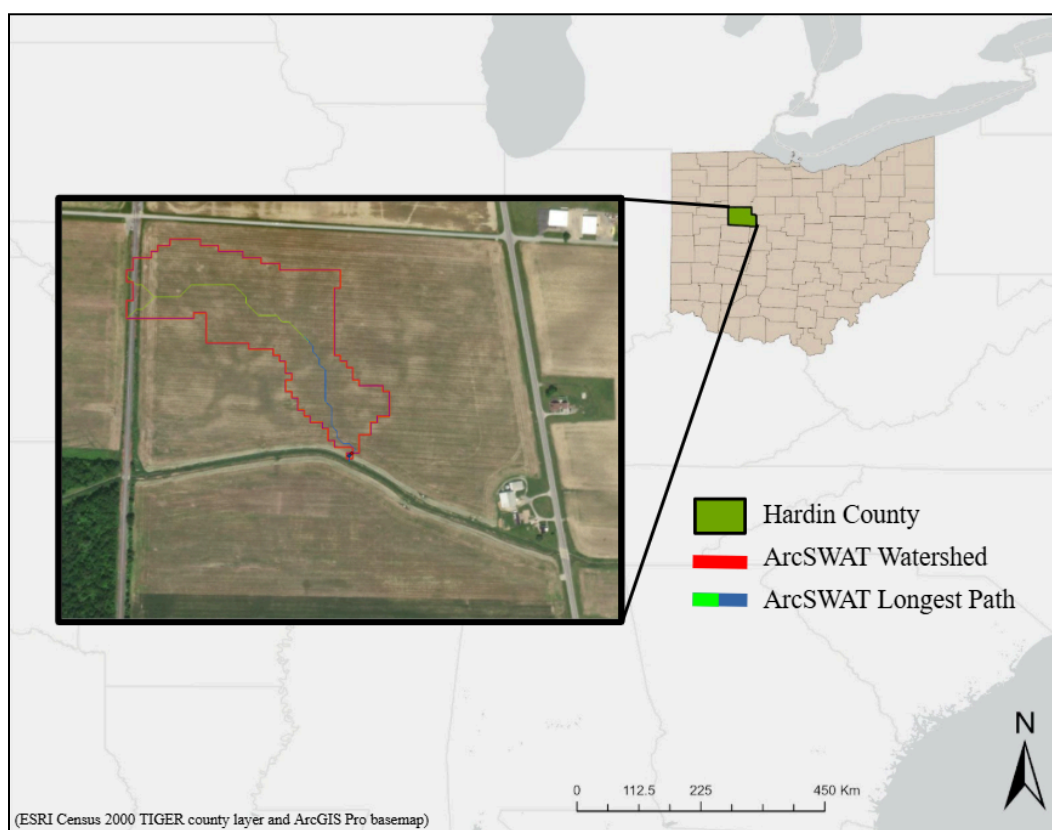 Hardin County
ArcSWAT Watershed
ArcSWAT Longest Path
N
0 112.5 225 450 Km
(ESRI Census 2000 TIGER county layer and ArcGIS Pro basemap)